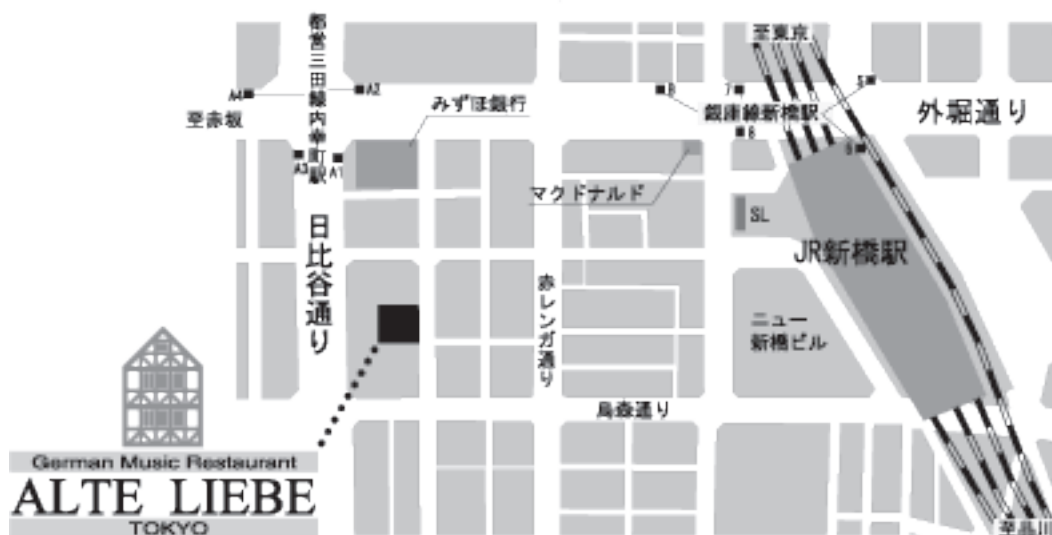 至東京
都営三田線内幸町駅
A4
A2
8
7
5
至赤坂
みずほ銀行
銀座線新橋駅
外堀通り
6
A3
A1
マクドナルド
SL
日比谷通り
JR新橋駅
赤レンガ通り
ニュー
新橋ビル
烏森通り
German Music Restaurant
ALTE LIEBE
TOKYO
至品川